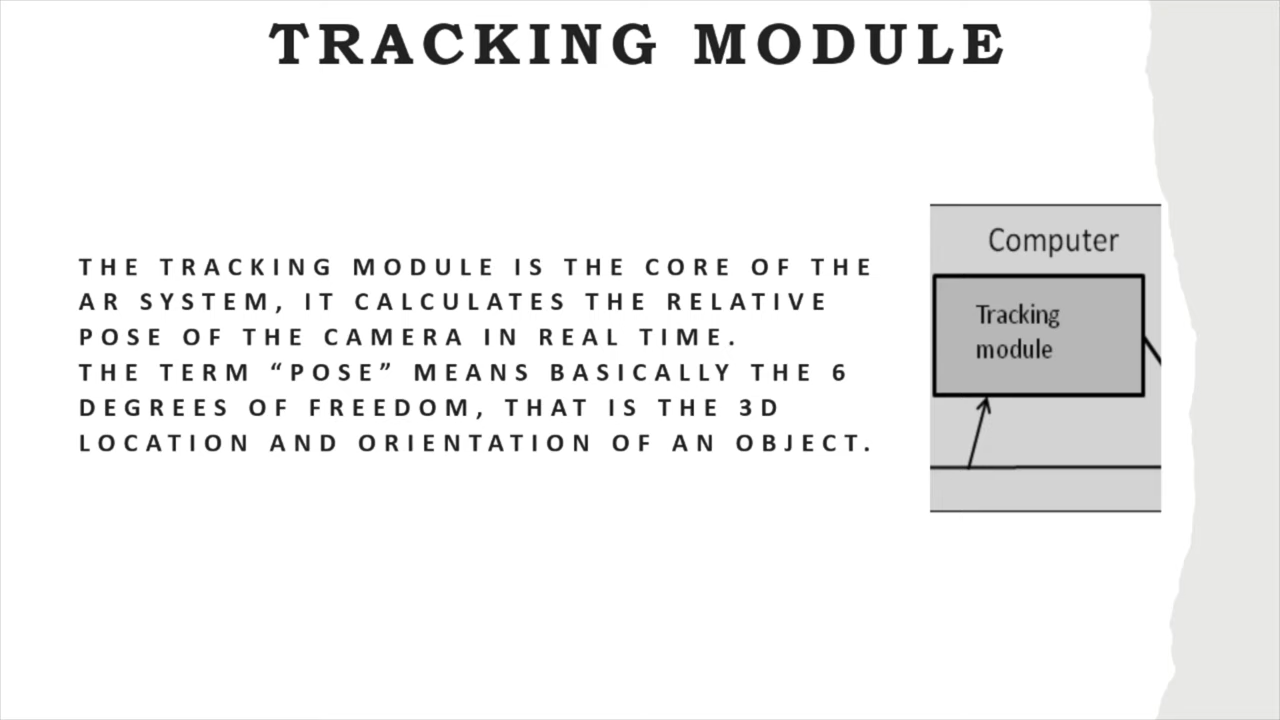 TRACKING MODULE
THE TRACKING MODULE IS THE CORE OF THE
AR SYSTEM, IT CALCULATES THE RELATIVE
POSE OF THE CAMERA IN REAL TIME.
THE TERM “POSE” MEANS BASICALLY THE 6
DEGREES OF FREEDOM, THAT IS THE 3D
LOCATION AND ORIENTATION OF AN OBJECT.
Computer
Tracking
module